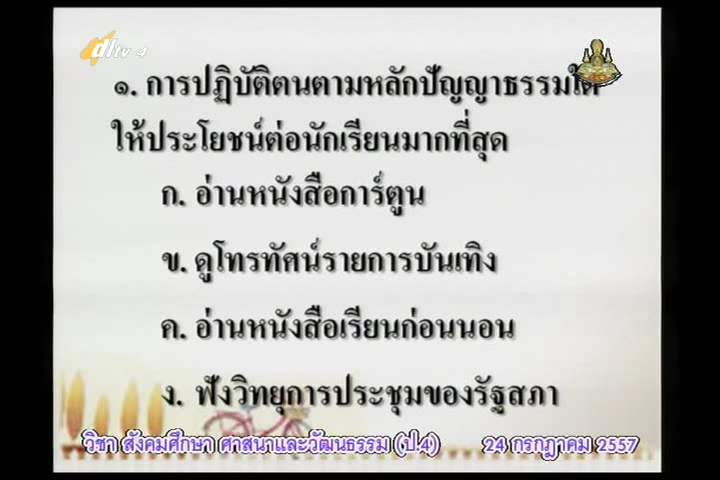 dltv 4
๑. การปฏิบัติตนตามหลักปัญญาธรรมใด
ให้ประโยชน์ต่อนักเรียนมากที่สุด
ก. อ่านหนังสือการ์ตูน
ข. ดูโทรทัศน์รายการบันเทิง
ค. อ่านหนังสือเรียนก่อนนอน
ง. ฟังวิทยุการประชุมของรัฐสภา
วิชา สังคมศึกษา ศาสนาและวัฒนธรรม (ป.4) 24 กรกฎาคม 2557